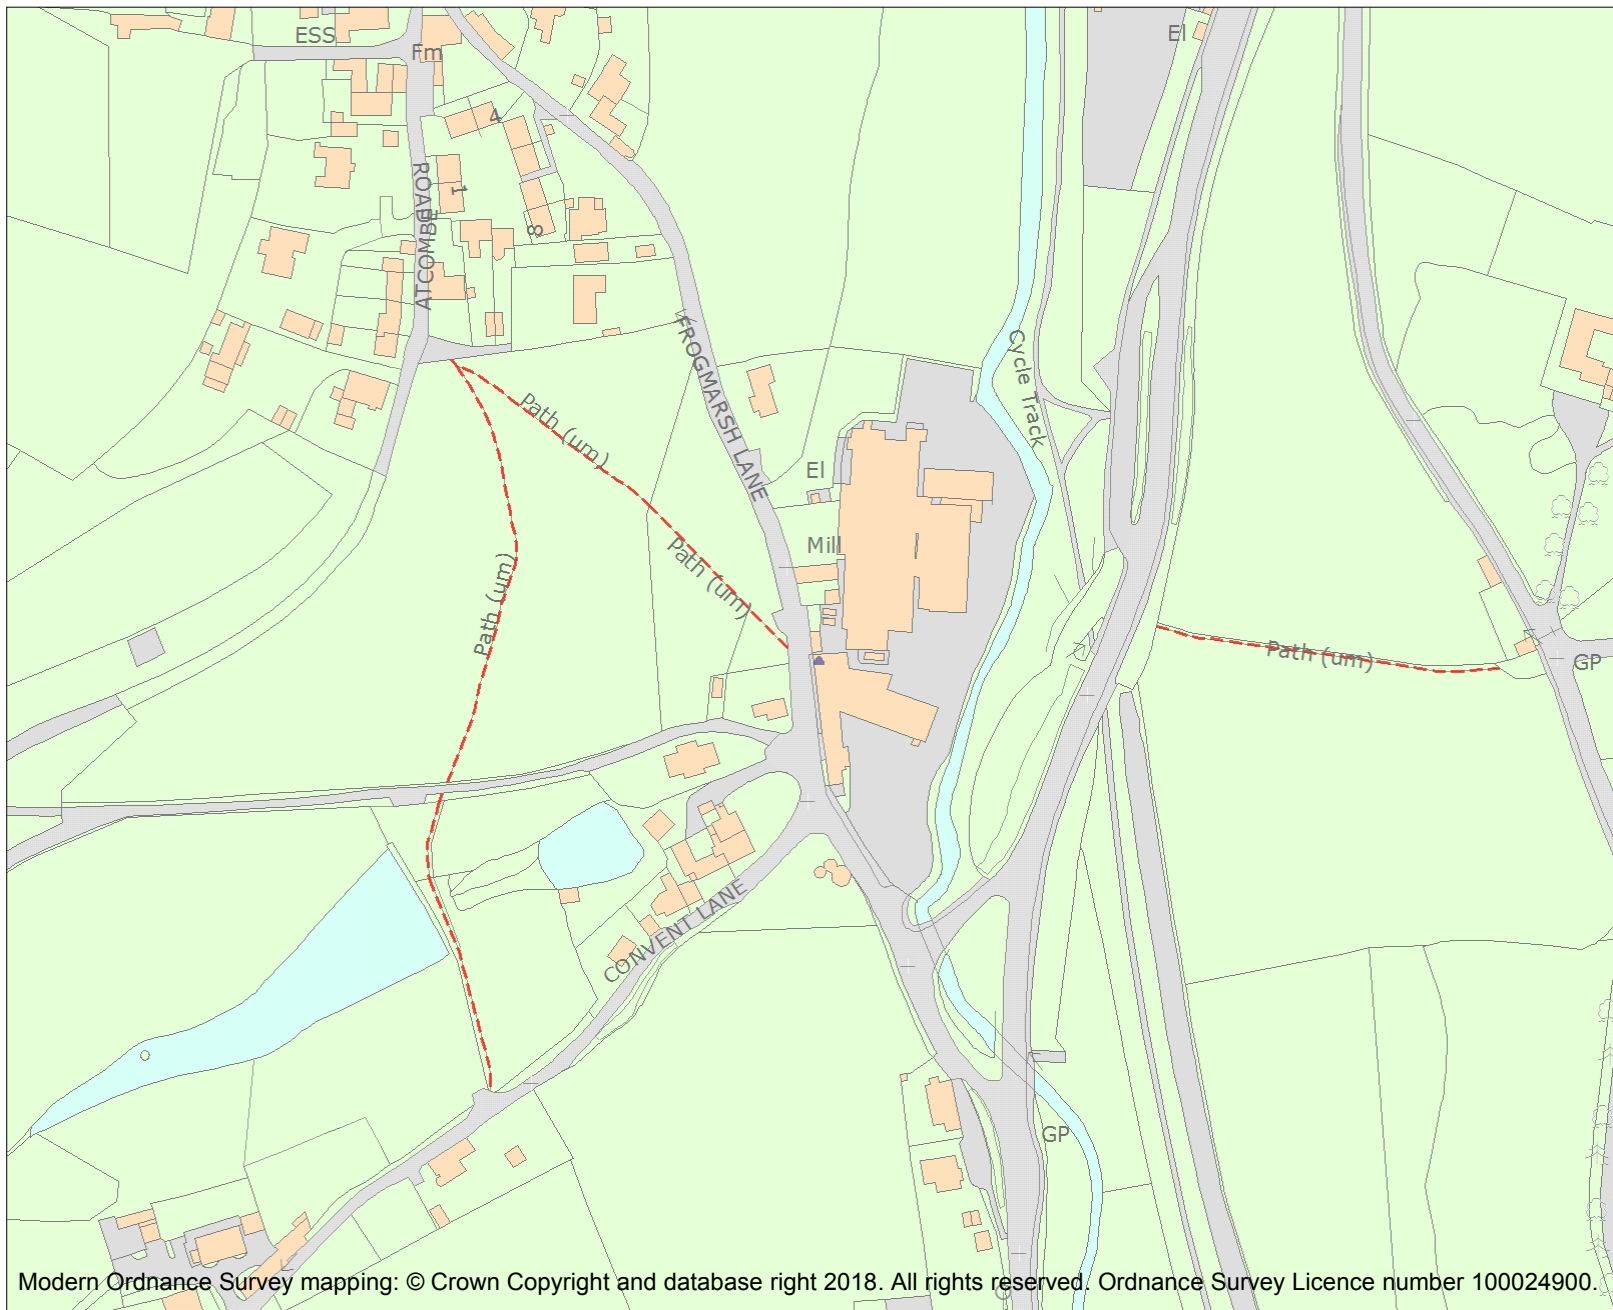 ESS
Fm
El
4
1
ATCOMBE
ROAD
8
FROGMARSH LANE
Cycle Track
Path (um)
El
Mill
Path (um)
Path (um)
Path (um)
GP
CONVENT LANE
GP
Modern Ordnance Survey mapping: © Crown Copyright and database right 2018. All rights reserved. Ordnance Survey Licence number 100024900.